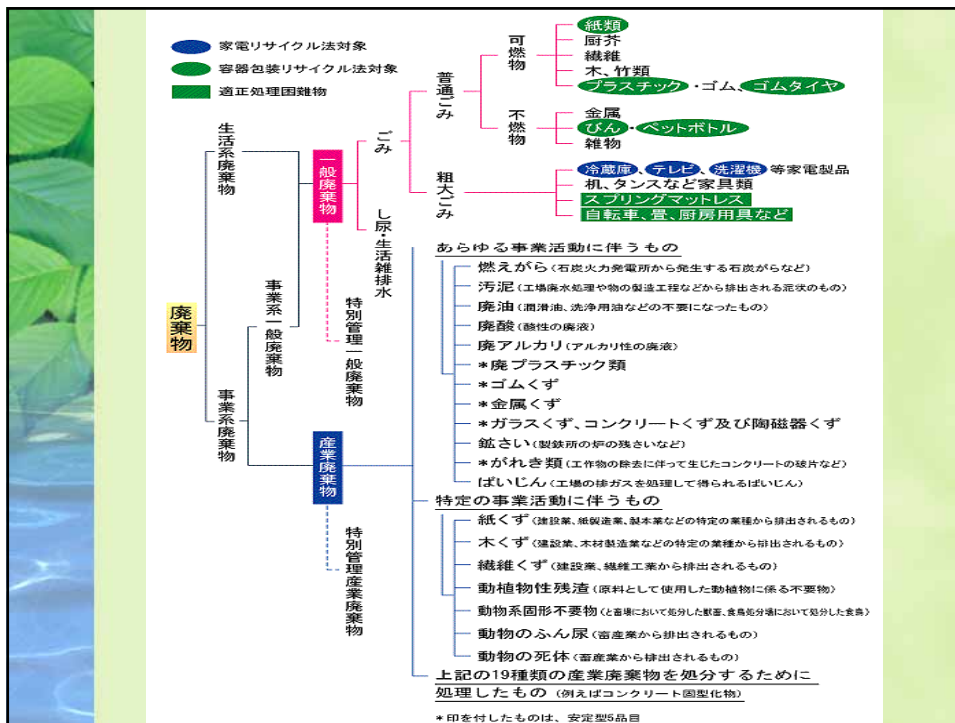 家電リサイクル法対象
容器包装リサイクル法対象
適正処理困難物
廃棄物
生活系廃棄物
事業系廃棄物
事業系一般廃棄物
一般廃棄物
特別管理一般廃棄物
産業廃棄物
特別管理産業廃棄物
ごみ
し尿・生活雑排水
普通ごみ
粗大ごみ
可燃物
不燃物
紙類
厨芥
繊維
木、竹類
プラスチック・ゴム、ゴムタイヤ
金属
びん・ペットボトル
雑物
冷蔵庫、テレビ、洗濯機等家電製品
机、タンスなど家具類
スプリングマットレス
自転車、畳、厨房用具など
あらゆる事業活動に伴うもの
燃えがら(石炭火力発電所から発生する石炭がらなど)
汚泥(工場廃水処理や物の製造工程などから排出される泥状のもの)
廃油(潤滑油、洗浄用油などの不要になったもの)
廃酸(酸性の廃液)
廃アルカリ(アルカリ性の廃液)
*廃プラスチック類
*ゴムくず
*金属くず
*ガラスくず、コンクリートくず及び陶磁器くず
鉱さい(製鉄所の炉の残さいなど)
*がれき類(工作物の除去に伴って生じたコンクリートの破片など)
ばいじん(工場の排ガスを処理して得られるばいじん)
特定の事業活動に伴うもの
紙くず(建設業、紙製造業、製本業などの特定の業種から排出されるもの)
木くず(建設業、木材製造業などの特定の業種から排出されるもの)
繊維くず(建設業、繊維工業から排出されるもの)
動植物性残渣(原料として使用した動植物に係る不要物)
動物系固形不要物(と畜場において処分した獣畜、食鳥処分場において処分した食鳥)
動物のふん尿(畜産業から排出されるもの)
動物の死体(畜産業から排出されるもの)
上記の19種類の産業廃棄物を処分するために
処理したもの(例えばコンクリート固型化物)
*印を付したものは、安定型5品目